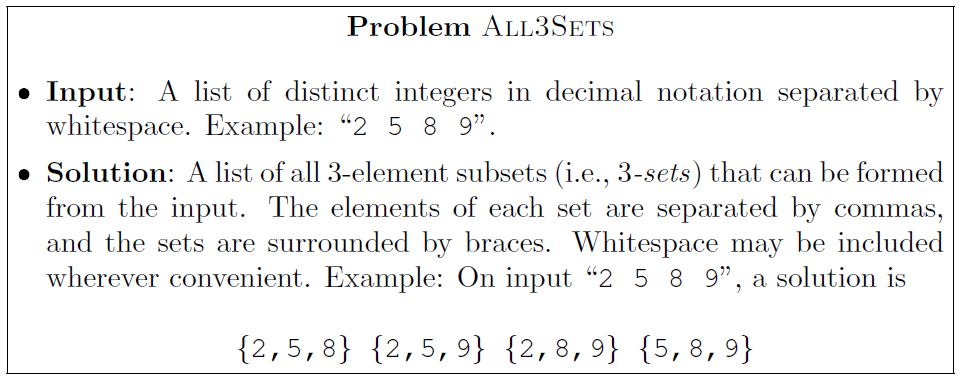 Problem ALL3SETS
• Input: A list of distinct integers in decimal notation separated by
whitespace. Example: “2 5 8 9”.
• Solution: A list of all 3-element subsets (i.e., 3-sets) that can be formed
from the input. The elements of each set are separated by commas,
and the sets are surrounded by braces. Whitespace may be included
wherever convenient. Example: On input “2 5 8 9”, a solution is
{2,5,8} {2,5,9} {2,8,9} {5,8,9}